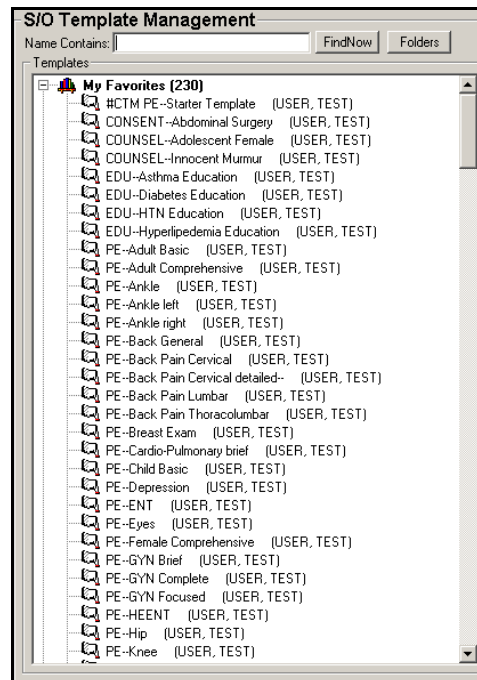 S/O Template Management
Name Contains: FindNow Folders
Templates
My Favorites (230)
#CTM PE--Starter Template (USER, TEST)
CONSENT--Abdominal Surgery (USER, TEST)
COUNSEL--Adolescent Female (USER, TEST)
COUNSEL--Innocent Murmur (USER, TEST)
EDU--Asthma Education (USER, TEST)
EDU--Diabetes Education (USER, TEST)
EDU--HTN Education (USER, TEST)
EDU--Hyperlipedemia Education (USER, TEST)
PE--Adult Basic (USER, TEST)
PE--Adult Comprehensive (USER, TEST)
PE--Ankle (USER, TEST)
PE--Ankle left (USER, TEST)
PE--Ankle right (USER, TEST)
PE--Back General (USER, TEST)
PE--Back Pain Cervical (USER, TEST)
PE--Back Pain Cervical detailed-- (USER, TEST)
PE--Back Pain Lumbar (USER, TEST)
PE--Back Pain Thoracolumbar (USER, TEST)
PE--Breast Exam (USER, TEST)
PE--Cardio-Pulmonary brief (USER, TEST)
PE--Child Basic (USER, TEST)
PE--Depression (USER, TEST)
PE--ENT (USER, TEST)
PE--Eyes (USER, TEST)
PE--Female Comprehensive (USER, TEST)
PE--GYN Brief (USER, TEST)
PE--GYN Complete (USER, TEST)
PE--GYN Focused (USER, TEST)
PE--HEENT (USER, TEST)
PE--Hip (USER, TEST)
PE--Knee (USER, TEST)